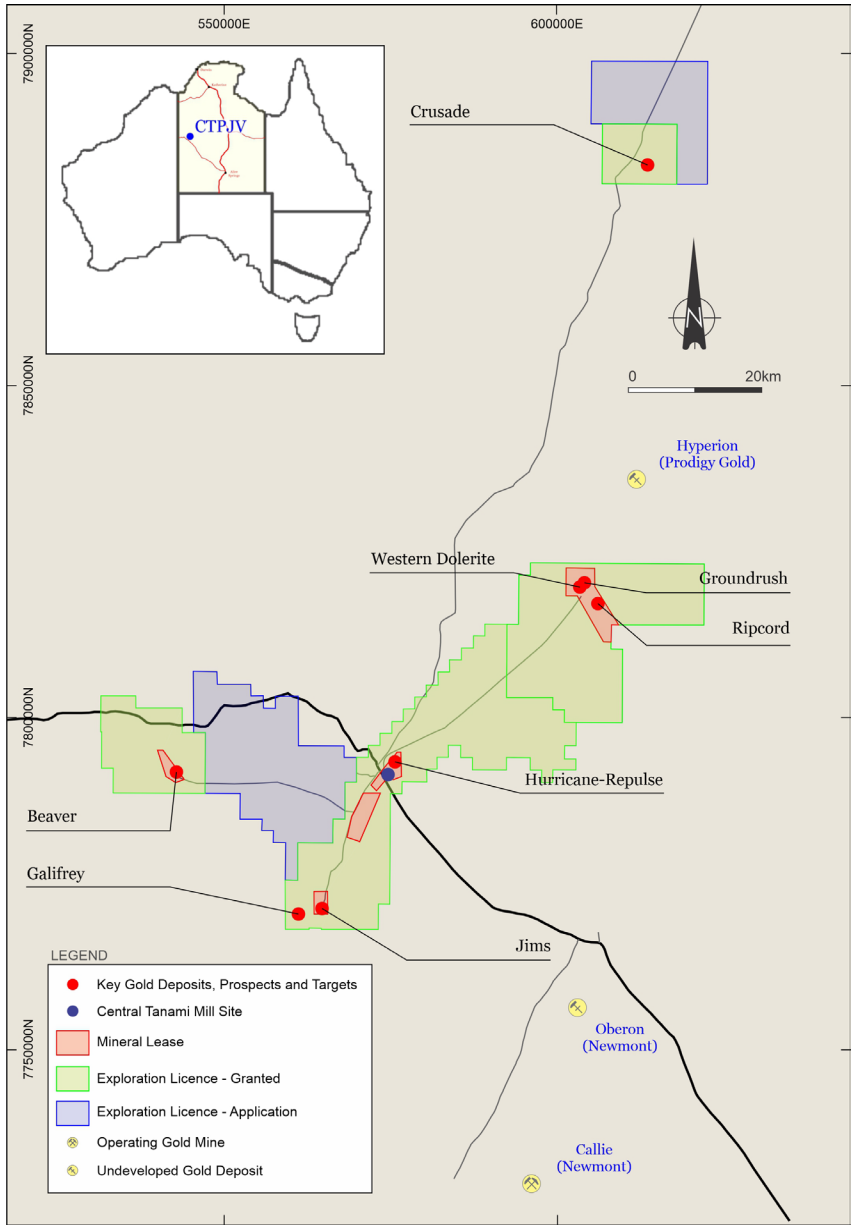 550000E
600000E
7900000N
CTPJV
Crusade
N
7850000N
0 20km
Hyperion
(Prodigy Gold)
Western Dolerite
Groundrush
Ripcord
7800000N
Hurricane-Repulse
Beaver
Galifrey
Jims
LEGEND
Key Gold Deposits, Prospects and Targets
Central Tanami Mill Site
Mineral Lease
Exploration Licence - Granted
Exploration Licence - Application
Operating Gold Mine
Undeveloped Gold Deposit
7750000N
Oberon
(Newmont)
Callie
(Newmont)